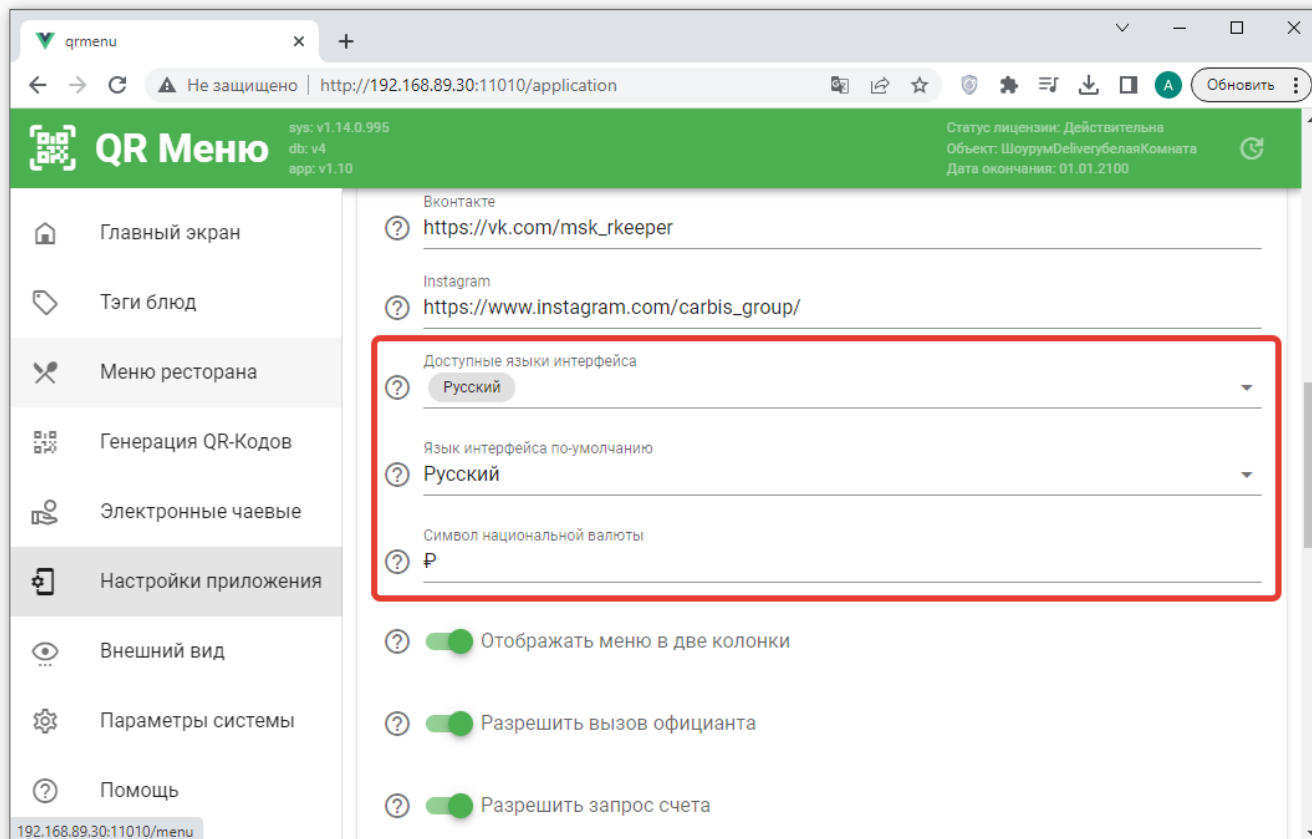 qrmenu
Не защищено
http://192.168.89.30:11010/application
A
Обновить
QR Меню
sys: v1.14.0.995
db: v4
app: v1.10
Статус лицензии: Действительна
Объект: ШоурумDeliveryбелаяКомната
Дата окончания: 01.01.2100
Главный экран
Тэги блюд
Меню ресторана
Генерация QR-Кодов
Электронные чаевые
Настройки приложения
Внешний вид
Параметры системы
Помощь
192.168.89.30:11010/menu
Вконтакте
https://vk.com/msk_rkeeper
Instagram
https://www.instagram.com/carbis_group/
Доступные языки интерфейса
Русский
Язык интерфейса по-умолчанию
Русский
Символ национальной валюты
₽
Отображать меню в две колонки
Разрешить вызов официанта
Разрешить запрос счета